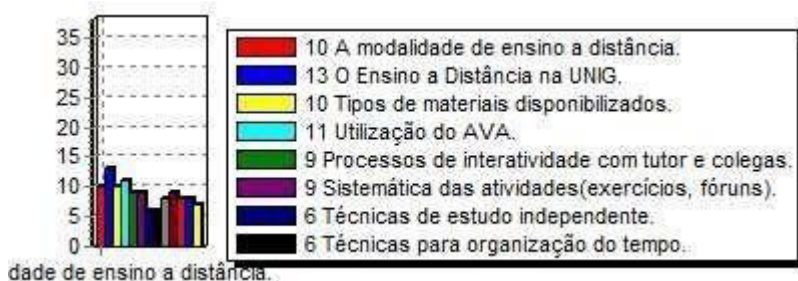 35
30
25
20
15
10
5
0
dade de ensino a distância.
10 A modalidade de ensino a distância.
13 O Ensino a Distância na UNIG.
10 Tipos de materiais disponibilizados.
11 Utilização do AVA.
9 Processos de interatividade com tutor e colegas.
9 Sistemática das atividades(exercícios, fóruns).
6 Técnicas de estudo independente.
6 Técnicas para organização do tempo.